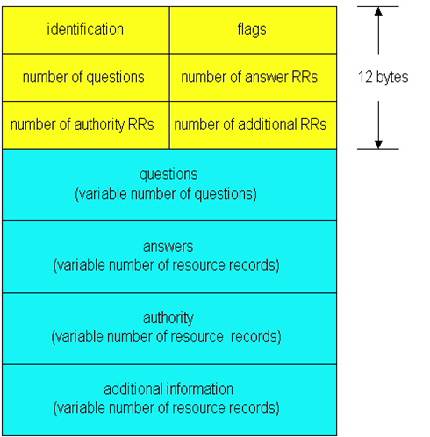 identification flags
number of questions number of answer RRs 12 bytes
number of authority RRs number of additional RRs
questions
(variable number of questions)
answers
(variable number of resource records)
authority
(variable number of resource records)
additional information
(variable number of resource records)